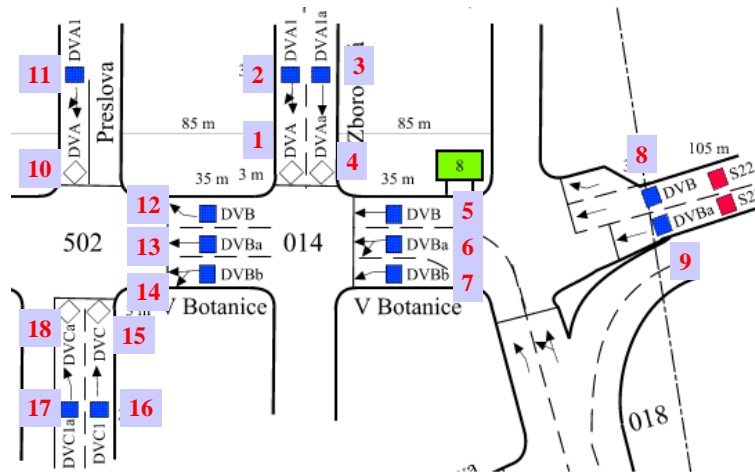 DVA1
DVA1
DVA1a
11
2
3
Preslova
8
105 m
85 m
85 m
1
DVA
DVA
DVAa
8
S22
10
4
DVB
35 m
3 m
35 m
12
DVB
DVB
5
DVBa
502
13
DVBa
014
DVBa
6
9
14
DVBb
DVBb
7
V Botanice
V Botanice
18
DVCa
DVC
15
17
16
018
DVC1a
DVC1